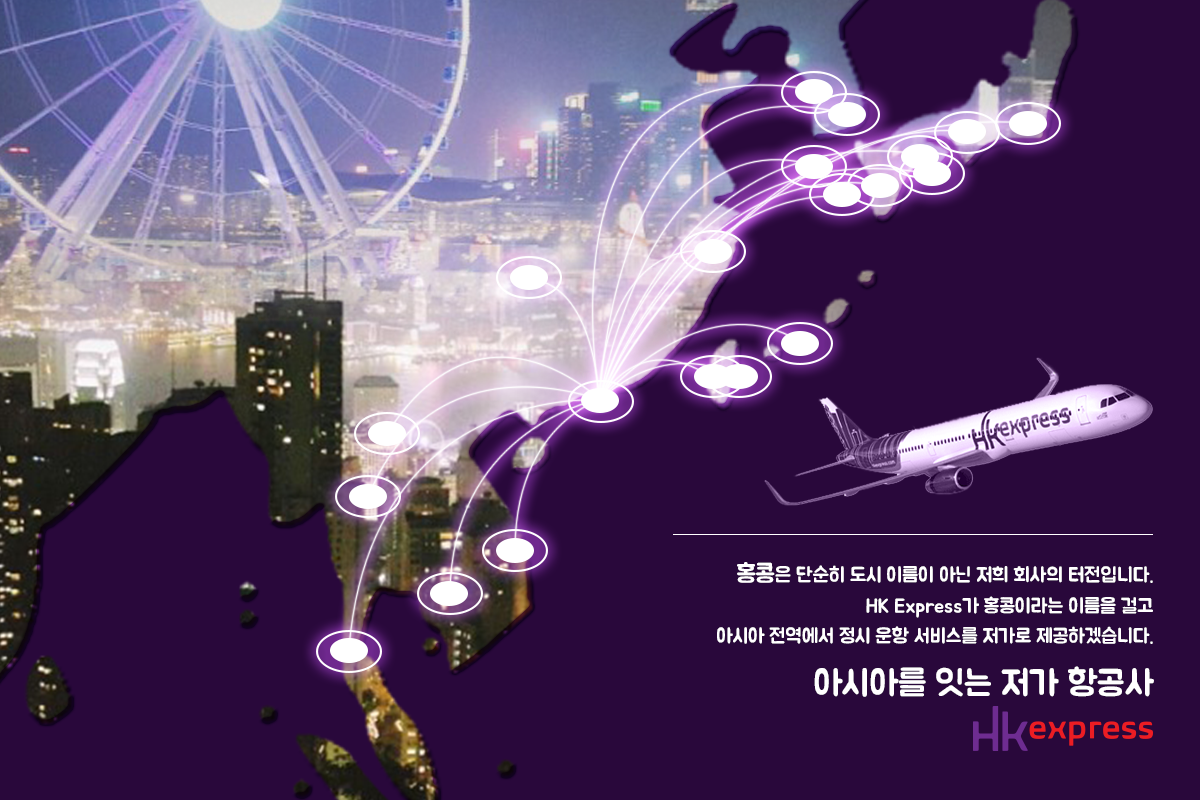 HK express
홍콩은 단순히 도시 이름이 아닌 저희 회사의 터전입니다.
HK Express가 홍콩이라는 이름을 걸고
아시아 전역에서 정시 운항 서비스를 저가로 제공하겠습니다.
아시아를 잇는 저가 항공사
HK express